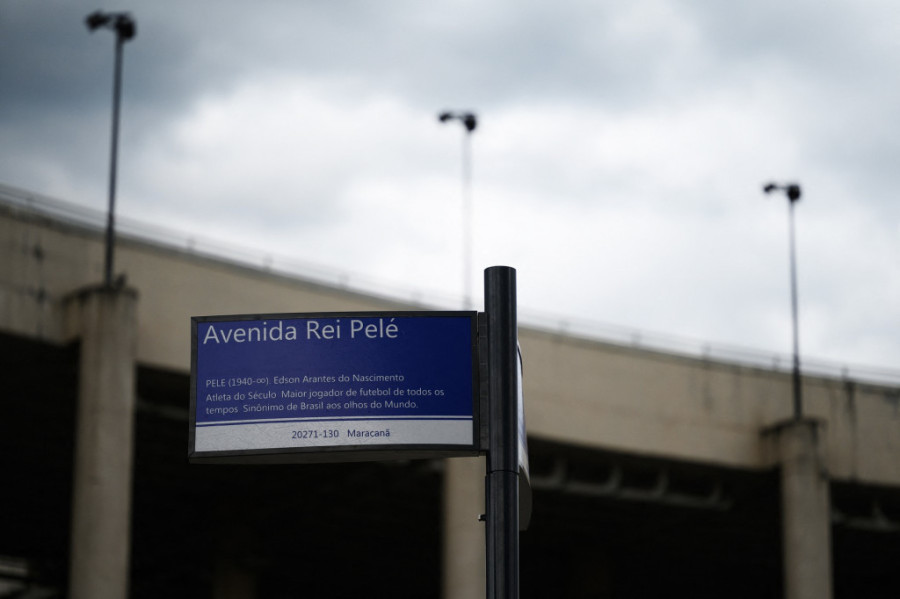 Avenida Rei Pelé
PELE (1940-∞). Edson Arantes do Nascimento
Atleta do Século Maior jogador de futebol de todos os
tempos Sinônimo de Brasil aos olhos do Mundo.
20271-130 Maracanã